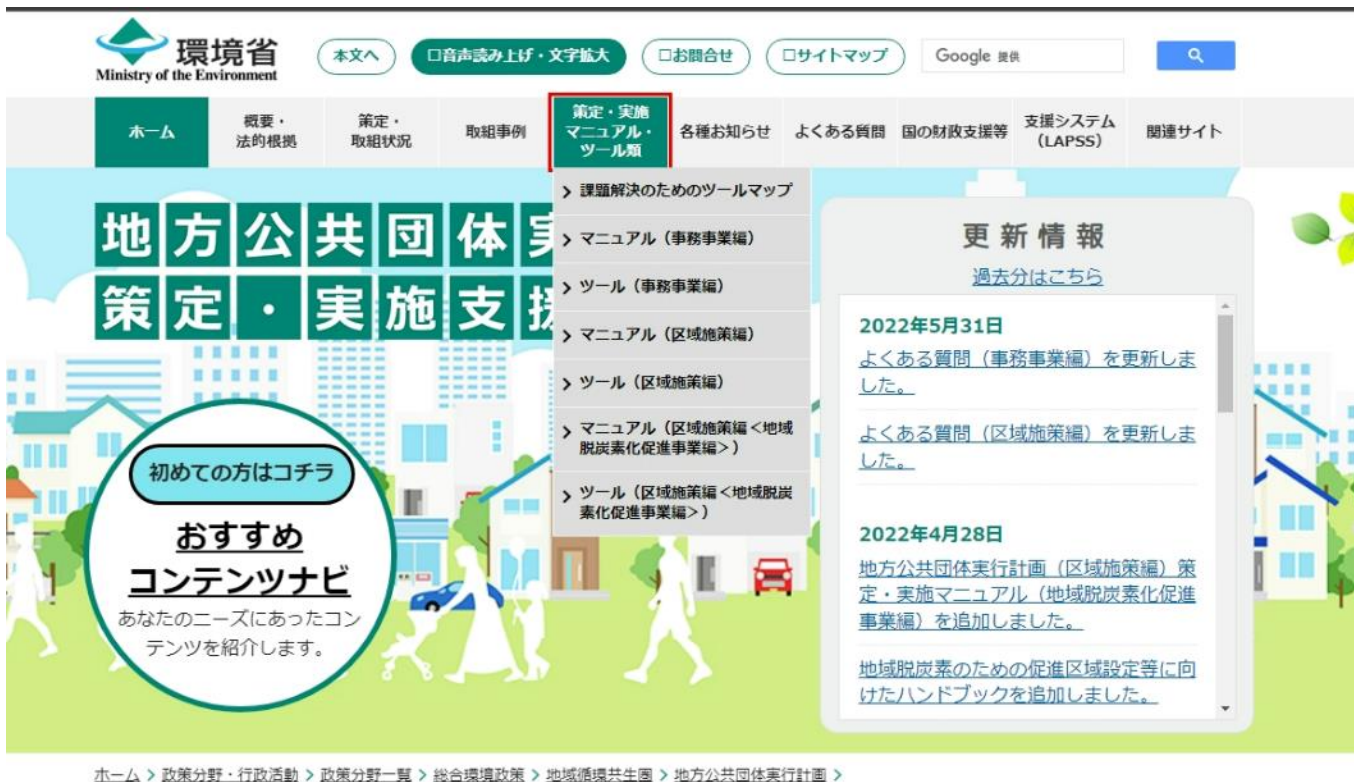 環境省
Ministry of the Environment
本文へ
□音声読み上げ・文字拡大
□お問合せ
□サイトマップ
Google 提供
ホーム
概要・
法的根拠
策定・
取組状況
取組事例
策定・実施
マニュアル・
ツール類
各種お知らせ
よくある質問
国の財政支援等
支援システム
(LAPSS)
関連サイト
課題解決のためのツールマップ
マニュアル（事務事業編）
ツール（事務事業編）
マニュアル（区域施策編）
ツール（区域施策編）
マニュアル（区域施策編<地域
脱炭素化促進事業編>）
ツール（区域施策編<地域脱炭
素化促進事業編>）
地方公共団体実
策定・実施支援
初めての方はコチラ
おすすめ
コンテンツナビ
あなたのニーズにあったコン
テンツを紹介します。
更新情報
過去分はこちら
2022年5月31日
よくある質問（事務事業編）を更新しま
した。
よくある質問（区域施策編）を更新しま
した。
2022年4月28日
地方公共団体実行計画（区域施策編）策
定・実施マニュアル（地域脱炭素化促進
事業編）を追加しました。
地域脱炭素のための促進区域設定等に向
けたハンドブックを追加しました。
ホーム > 政策分野・行政活動 > 政策分野一覧 > 総合環境政策 > 地域循環共生圏 > 地方公共団体実行計画 >